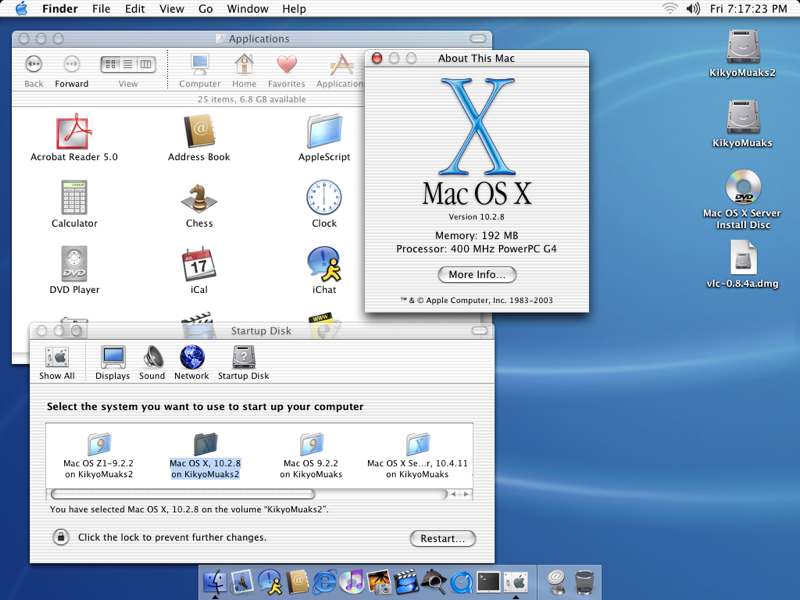 Finder File Edit View Go Window Help Fri 7:17:23 PM
Applications
Back Forward View Computer Home Favorites Application
25 items, 6.8 GB available
Acrobat Reader 5.0 Address Book AppleScript
Calculator Chess Clock
DVD
DVD Player iCal iChat
JUL
17
WWW
About This Mac
Mac OS X
Version 10.2.8
Memory: 192 MB
Processor: 400 MHz PowerPC G4
More Info...
™ & © Apple Computer, Inc. 1983-2003
KikyoMuaks2
KikyoMuaks
DVD
Mac OS X Server
Install Disc
vlc-0.8.4a.dmg
Startup Disk
Show All Displays Sound Network Startup Disk
Select the system you want to use to start up your computer
Mac OS Z1-9.2.2 Mac OS X, 10.2.8 Mac OS 9.2.2 Mac OS X Se...r, 10.4.11
on KikyoMuaks2 on KikyoMuaks2 on KikyoMuaks on KikyoMuaks
You have selected Mac OS X, 10.2.8 on the volume “KikyoMuaks2”.
Click the lock to prevent further changes.
Restart...